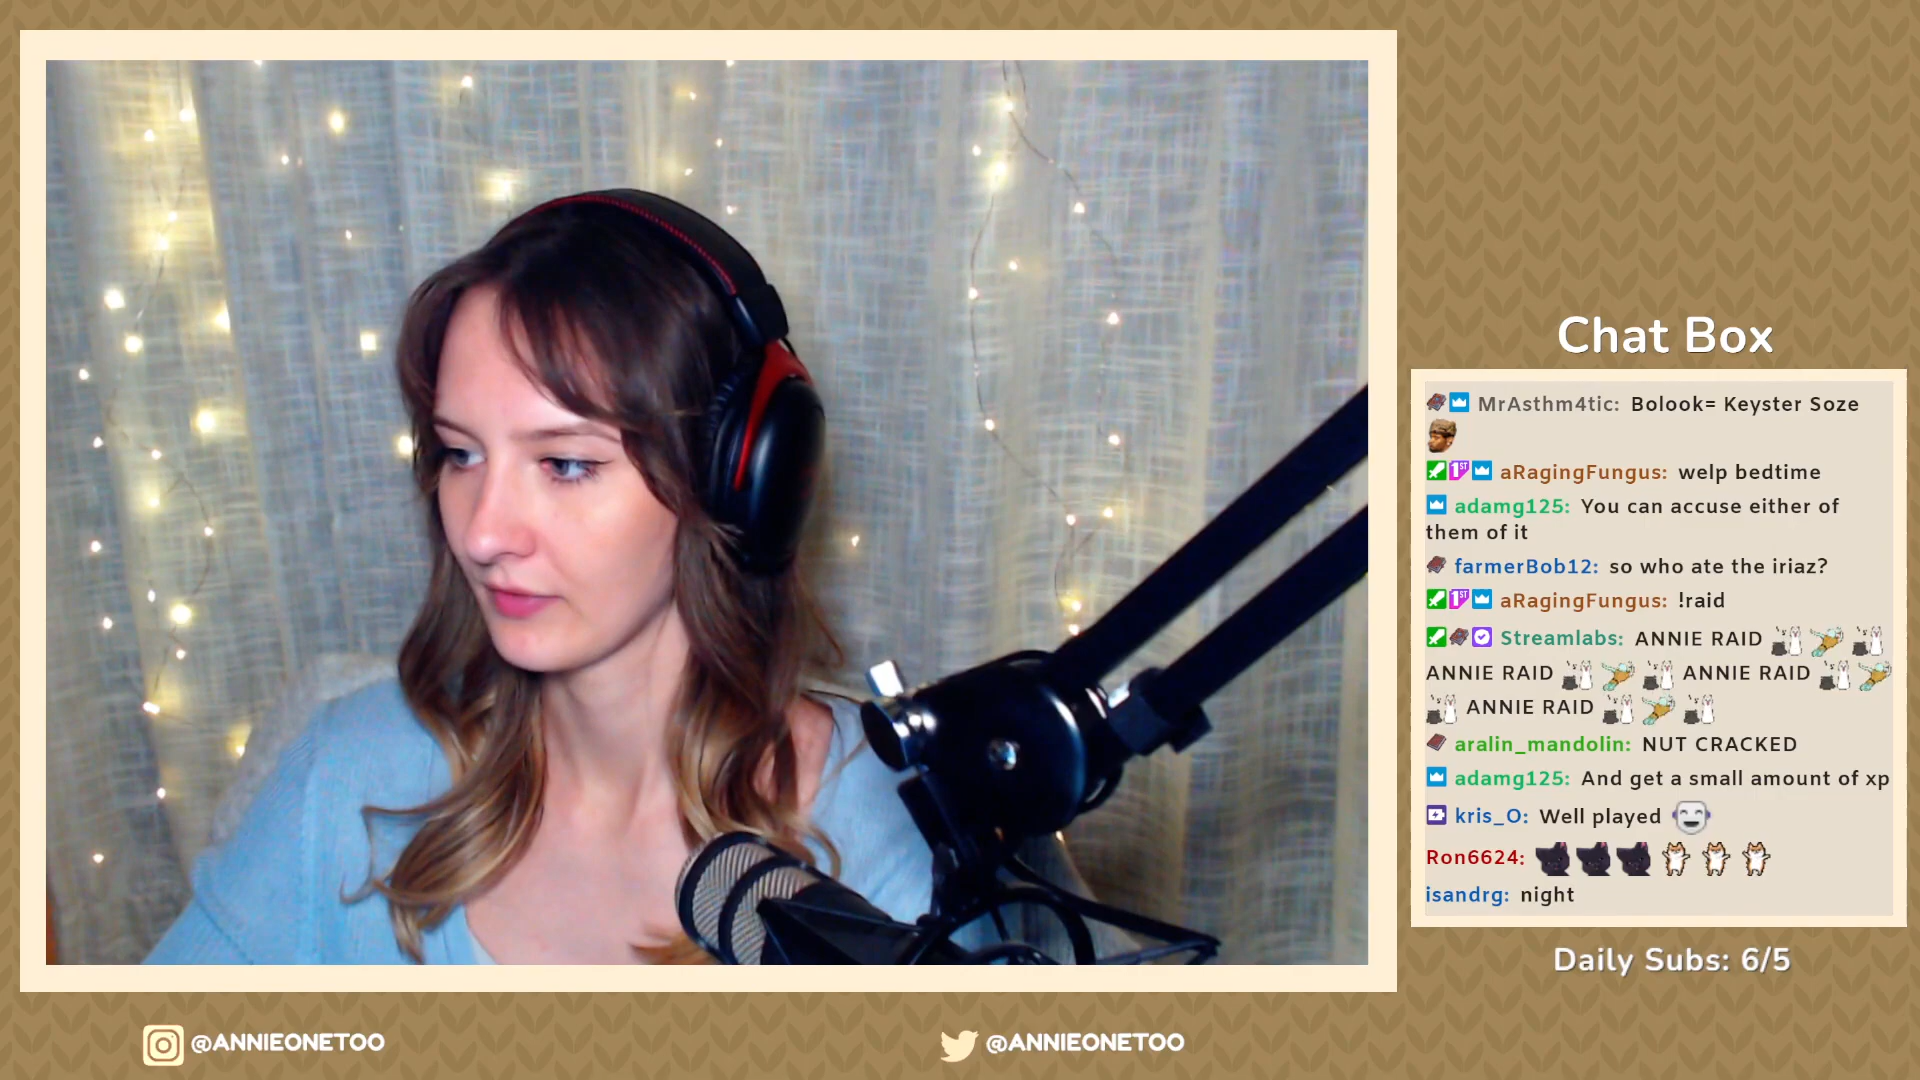 Chat Box
MrAsthm4tic: Bolook= Keyster Soze
1ST aRagingFungus: welp bedtime
adamg125: You can accuse either of
them of it
farmerBob12: so who ate the iriaz?
1ST aRagingFungus: !raid
Streamlabs: ANNIE RAID
ANNIE RAID ANNIE RAID
ANNIE RAID
aralin_mandolin: NUT CRACKED
adamg125: And get a small amount of xp
kris_O: Well played
Ron6624:
isandrg: night
Daily Subs: 6/5
@ANNIEONETOO
@ANNIEONETOO